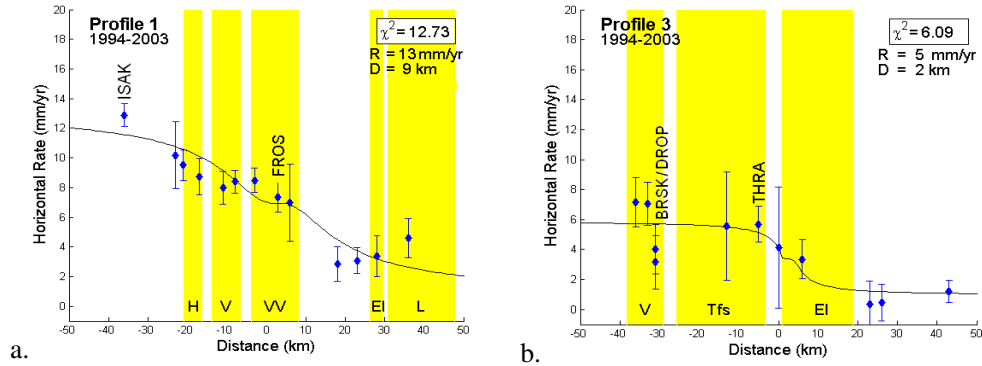 Profile 1
1994-2003
χ² = 12.73
R = 13 mm/yr
D = 9 km
ISAK
FROS
H V VV El L
20
18
16
14
12
10
8
6
4
2
0
-50 -40 -30 -20 -10 0 10 20 30 40 50
Horizontal Rate (mm/yr)
Distance (km)
a.
Profile 3
1994-2003
χ² = 6.09
R = 5 mm/yr
D = 2 km
BRSK/DROP
THRA
V Tfs El
20
18
16
14
12
10
8
6
4
2
0
-1
-50 -40 -30 -20 -10 0 10 20 30 40 50
Horizontal Rate (mm/yr)
Distance (km)
b.